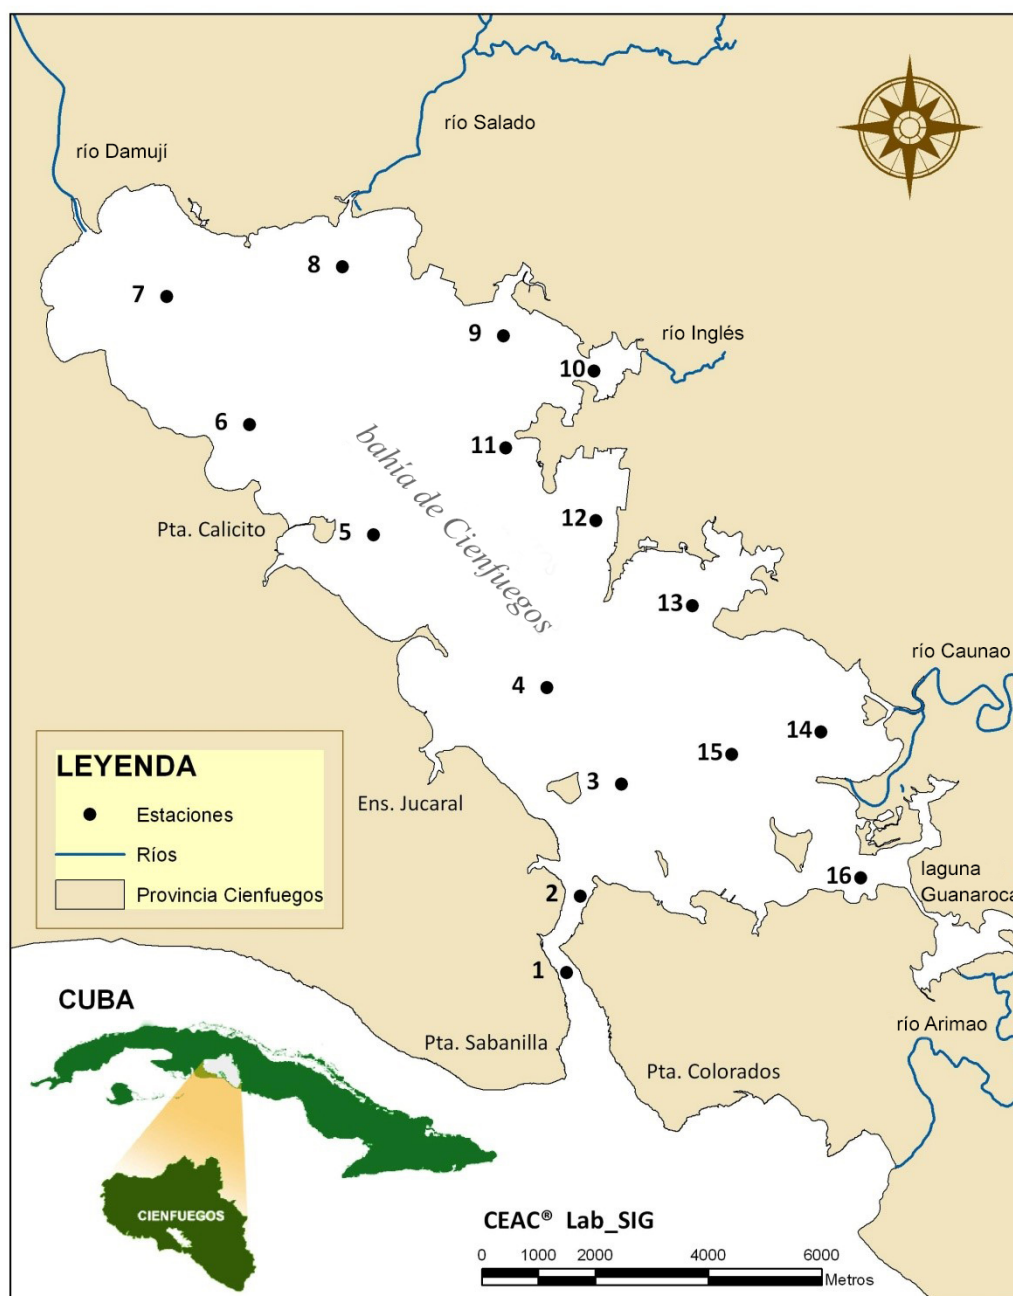 río Salado
río Damují
8
7
9
río Inglés
10
6
11
bahía de Cienfuegos
Pta. Calicito
5
12
13
río Caunao
4
14
15
3
Ens. Jucaral
LEYENDA
Estaciones
Ríos
Provincia Cienfuegos
16
laguna
Guanaroca
2
1
CUBA
Pta. Sabanilla
río Arimao
Pta. Colorados
CIENFUEGOS
CEAC® Lab_SIG
0 1000 2000 4000 6000
Metros